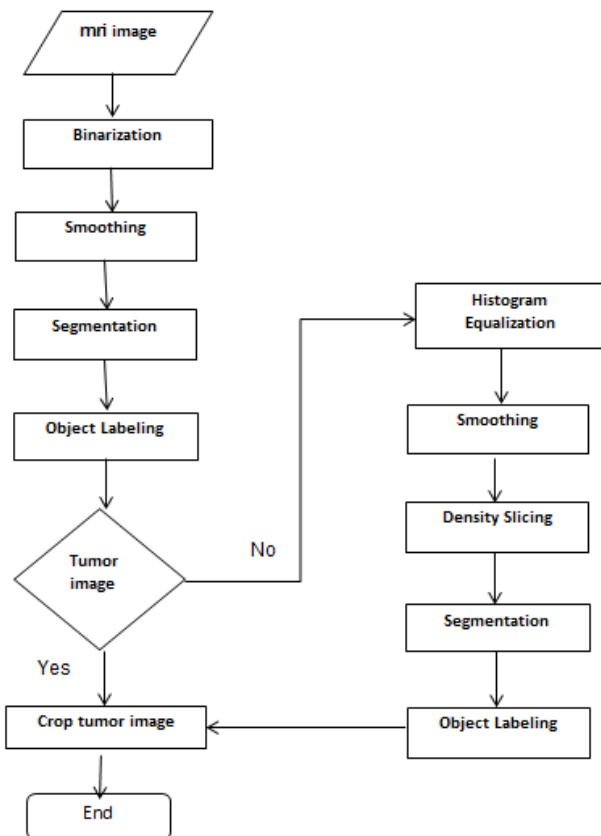 mri image
Binarization
Smoothing
Segmentation
Object Labeling
Tumor
image
No
Yes
Crop tumor image
End
Histogram
Equalization
Smoothing
Density Slicing
Segmentation
Object Labeling